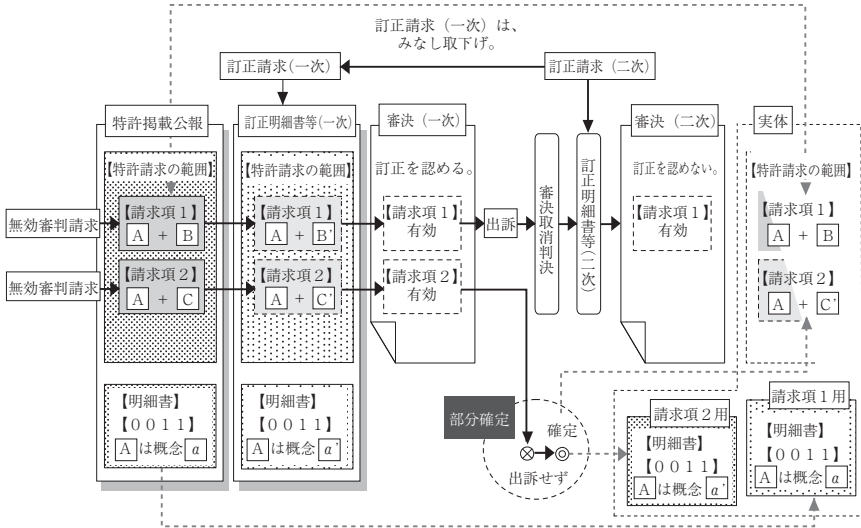 訂正請求（一次）は、
みなし取下げ。
訂正請求(一次)
訂正請求（二次）
特許掲載公報
訂正明細書等(一次)
審決（一次）
審決（二次）
実体
【特許請求の範囲】
【特許請求の範囲】
訂正を認める。
訂正を認めない。
【特許請求の範囲】
無効審判請求
【請求項１】
A + B
【請求項１】
A + B'
【請求項１】
有効
出訴
審決取消判決
訂正明細書等(二次)
【請求項１】
有効
【請求項１】
A + B
無効審判請求
【請求項２】
A + C
【請求項２】
A + C'
【請求項２】
有効
【請求項２】
A + C'
【明細書】
【００１１】
Aは概念 a
【明細書】
【００１１】
Aは概念 a'
部分確定
確定
出訴せず
請求項２用
【明細書】
【００１１】
Aは概念 a'
請求項１用
【明細書】
【００１１】
Aは概念 a